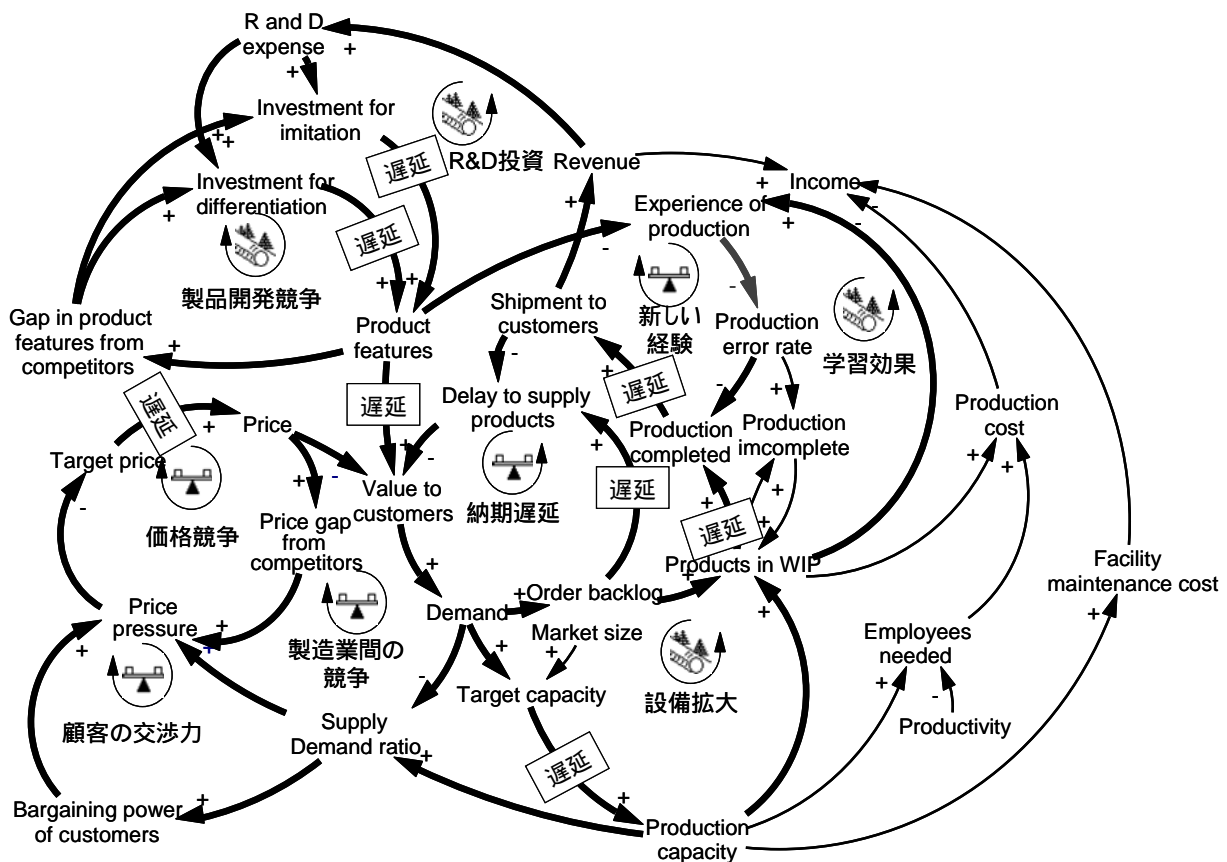 R and D
expense
+
+
Investment for
imitation
遅延
R&D投資
Revenue
+
+
Investment for
differentiation
+
遅延
製品開発競争
+
Income
+
-
-
-
Experience of
production
+
-
-
Gap in product
features from
competitors
+
+
+
Product
features
Shipment to
customers
+
-
新しい
経験
Production
error rate
学習効果
-
+
遅延
遅延
+
Delay to supply
products
遅延
+
Price
Target price
-
価格競争
+
-
+
-
Value to
customers
納期遅延
+
遅延
Production
completed
Production
imcomplete
Production
cost
+
+
Price gap
from
competitors
+
+
遅延
+
+
Products in WIP
+
Demand
+
Order backlog
+
Facility
maintenance cost
+
Price
pressure
+
+
+
製造業間の
競争
-
+
Market size
+
Target capacity
設備拡大
Employees
needed
+
-
Productivity
顧客の交渉力
Supply
Demand ratio
+
遅延
+
Bargaining power
of customers
+
Production
capacity